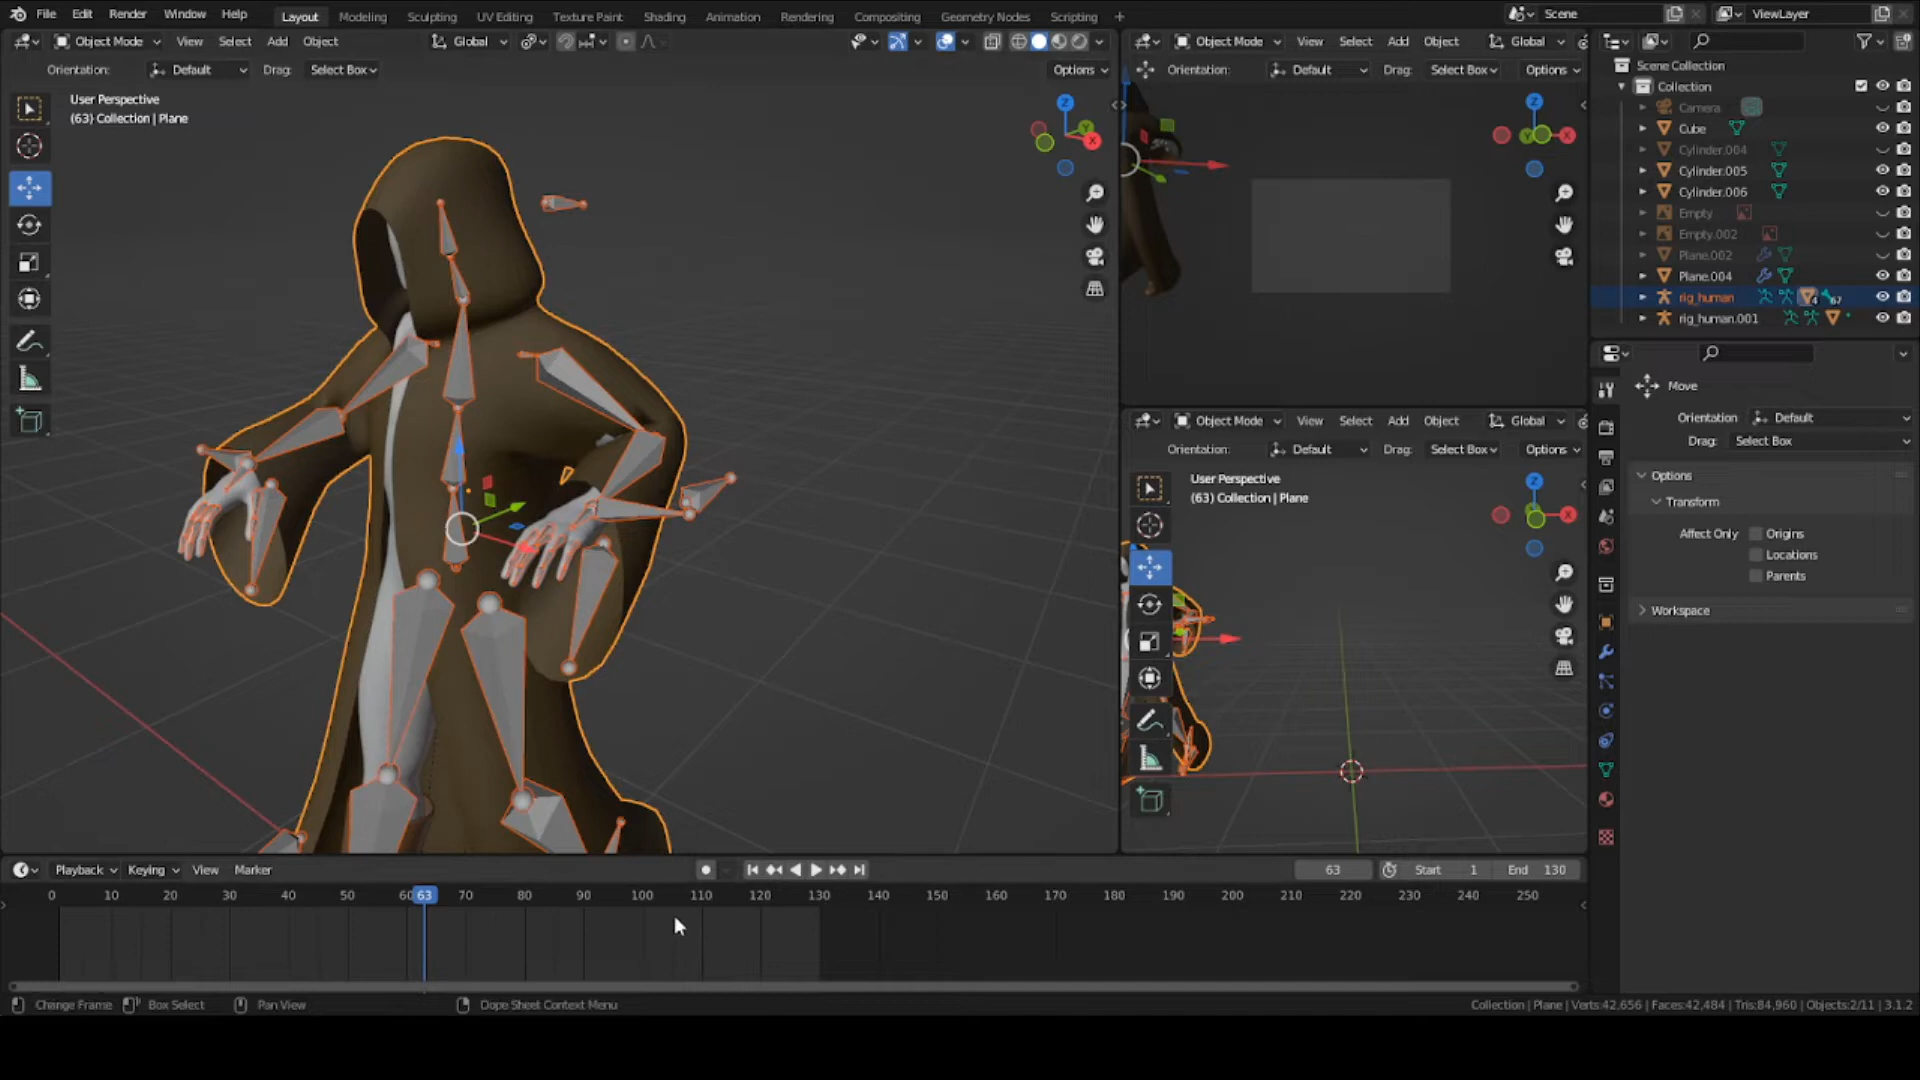 File Edit Render Window Help Layout Modeling Sculpting UV Editing Texture Paint Shading Animation Rendering Compositing Geometry Nodes Scripting + Scene ViewLayer
Object Mode View Select Add Object Global
Object Mode View Select Add Object Global
Orientation: Default Drag: Select Box Options
Orientation: Default Drag: Select Box Options
User Perspective
(63) Collection | Plane
Z
Y
X
Z
Y
X
Object Mode View Select Add Object Global
Orientation: Default Drag: Select Box Options
User Perspective
(63) Collection | Plane
Z
X
Scene Collection
Collection
Camera
Cube
Cylinder.004
Cylinder.005
Cylinder.006
Empty
Empty.002
Plane.002
Plane.004
rig_human 4 67
rig_human.001
Move
Orientation Default
Drag: Select Box
Options
Transform
Affect Only Origins
Locations
Parents
Workspace
Playback Keying View Marker 63 Start 1 End 130
0 10 20 30 40 50 60 63 70 80 90 100 110 120 130 140 150 160 170 180 190 200 210 220 230 240 250
Change Frame Box Select Pan View Dope Sheet Context Menu Collection | Plane | Verts:42,656 | Faces:42,484 | Tris:84,960 | Objects:2/11 | 3.1.2